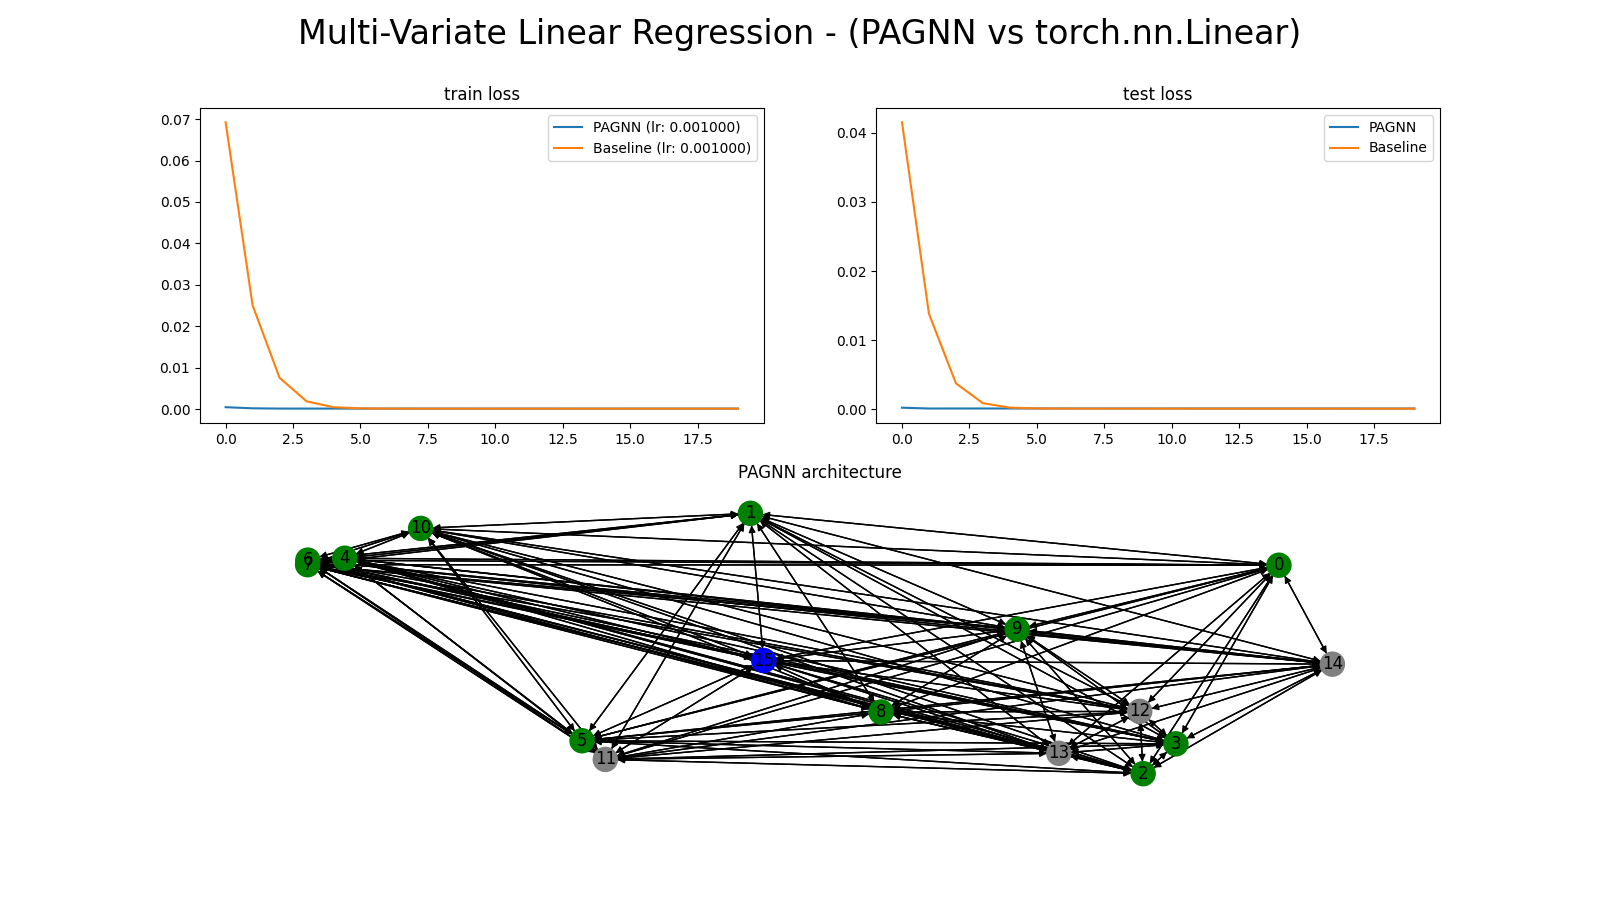 Multi-Variate Linear Regression - (PAGNN vs torch.nn.Linear)
train loss
0.07
0.06
0.05
0.04
0.03
0.02
0.01
0.00
0.0 2.5 5.0 7.5 10.0 12.5 15.0 17.5
PAGNN (lr: 0.001000)
Baseline (lr: 0.001000)
test loss
0.04
0.03
0.02
0.01
0.00
0.0 2.5 5.0 7.5 10.0 12.5 15.0 17.5
PAGNN
Baseline
PAGNN architecture
1
10
4
6
7
0
9
15
14
8
12
5
3
13
11
2